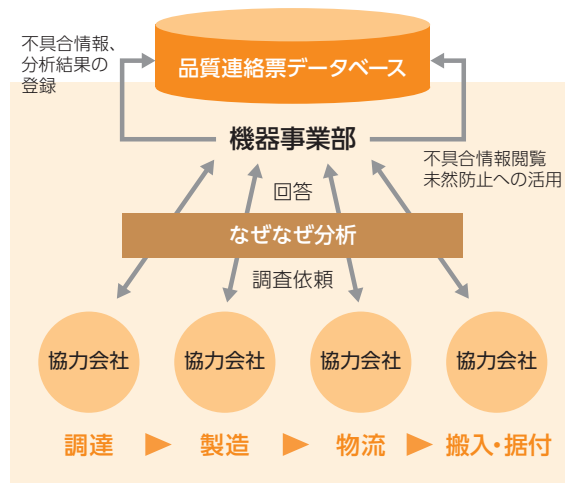 不具合情報、
分析結果の
登録
品質連絡票データベース
機器事業部
不具合情報閲覧
未然防止への活用
回答
なぜなぜ分析
調査依頼
協力会社
協力会社
協力会社
協力会社
調達
製造
物流
搬入・据付